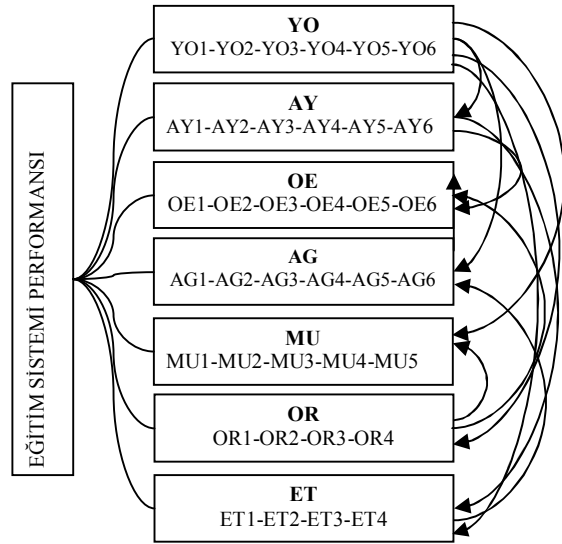 EĞİTİM SİSTEMİ PERFORMANSI
YO
YO1-YO2-YO3-YO4-YO5-YO6
AY
AY1-AY2-AY3-AY4-AY5-AY6
OE
OE1-OE2-OE3-OE4-OE5-OE6
AG
AG1-AG2-AG3-AG4-AG5-AG6
MU
MU1-MU2-MU3-MU4-MU5
OR
OR1-OR2-OR3-OR4
ET
ET1-ET2-ET3-ET4